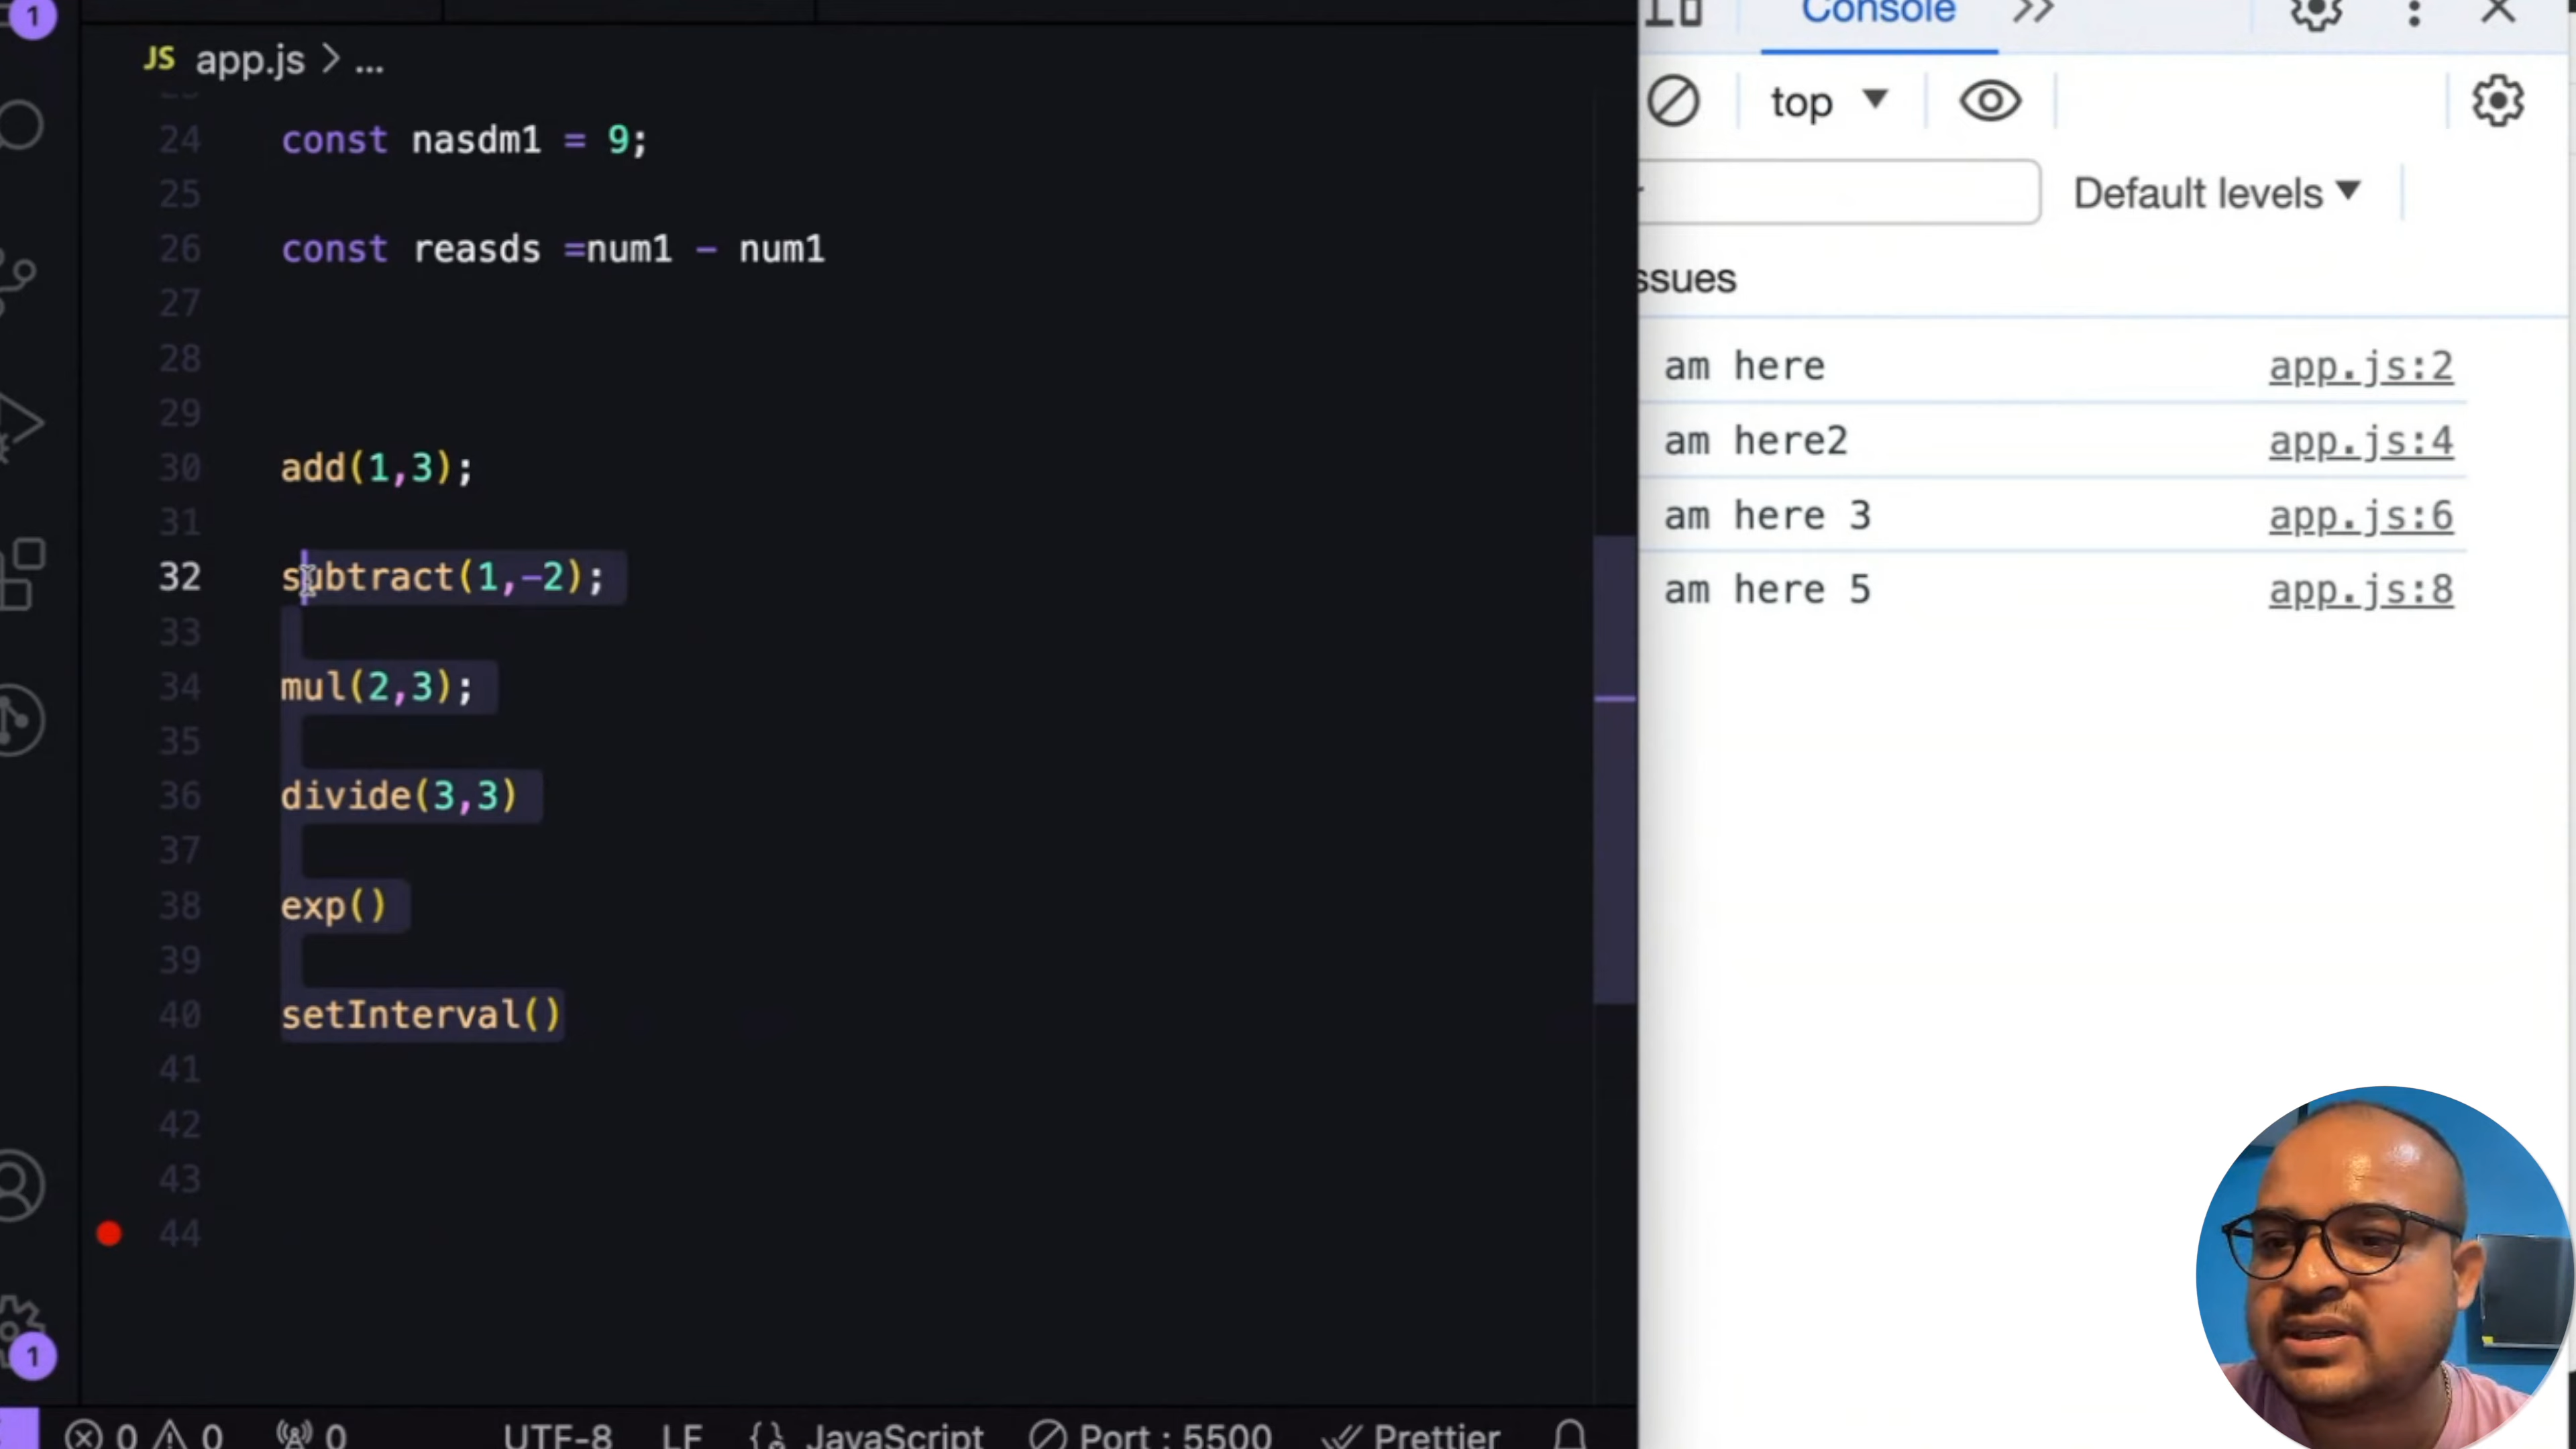 1
JS app.js > ...
24 const nasdm1 = 9;
25
26 const reasds =num1 - num1
27
28
29
30 add(1,3);
31
32 subtract(1,-2);
33
34 mul(2,3);
35
36 divide(3,3)
37
38 exp()
39
40 setInterval()
41
42
43
44
1
0 0 0 UTF-8 LF {} JavaScript Port : 5500 Prettier
Console
top
Default levels
ssues
am here app.js:2
am here2 app.js:4
am here 3 app.js:6
am here 5 app.js:8